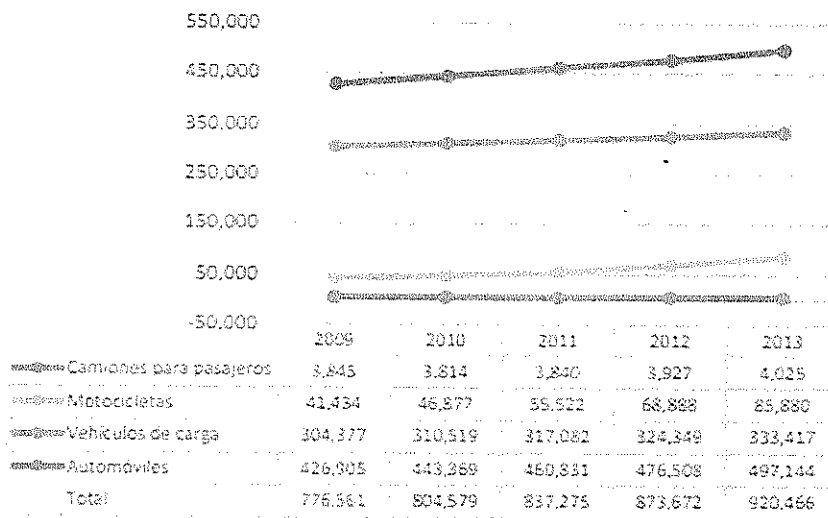 550,000
450,000
350,000
250,000
150,000
50,000
-50,000
2009 2010 2011 2012 2013
Camiones para pasajeros 3,845 3,814 3,840 3,927 4,025
Motocicletas 41,434 46,877 55,522 68,888 85,880
Vehículos de carga 304,377 310,519 317,082 324,349 333,417
Automóviles 426,905 443,369 460,831 476,508 497,144
Total 776,561 804,579 837,275 873,672 920,466